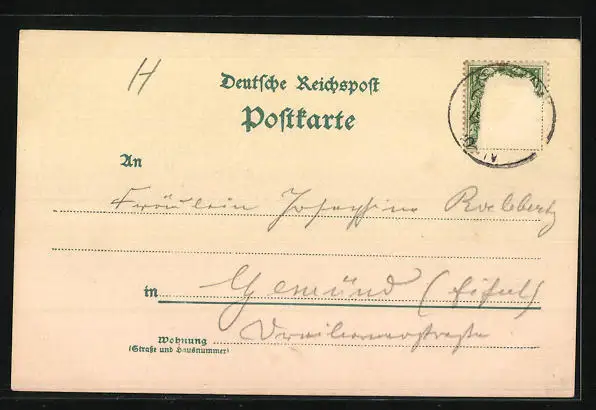 H
Deutsche Reichspost
Postkarte
An
Fräulein Josephine
in Gemünd (Eifel)
Wohnung
(Straße und Hausnummer)